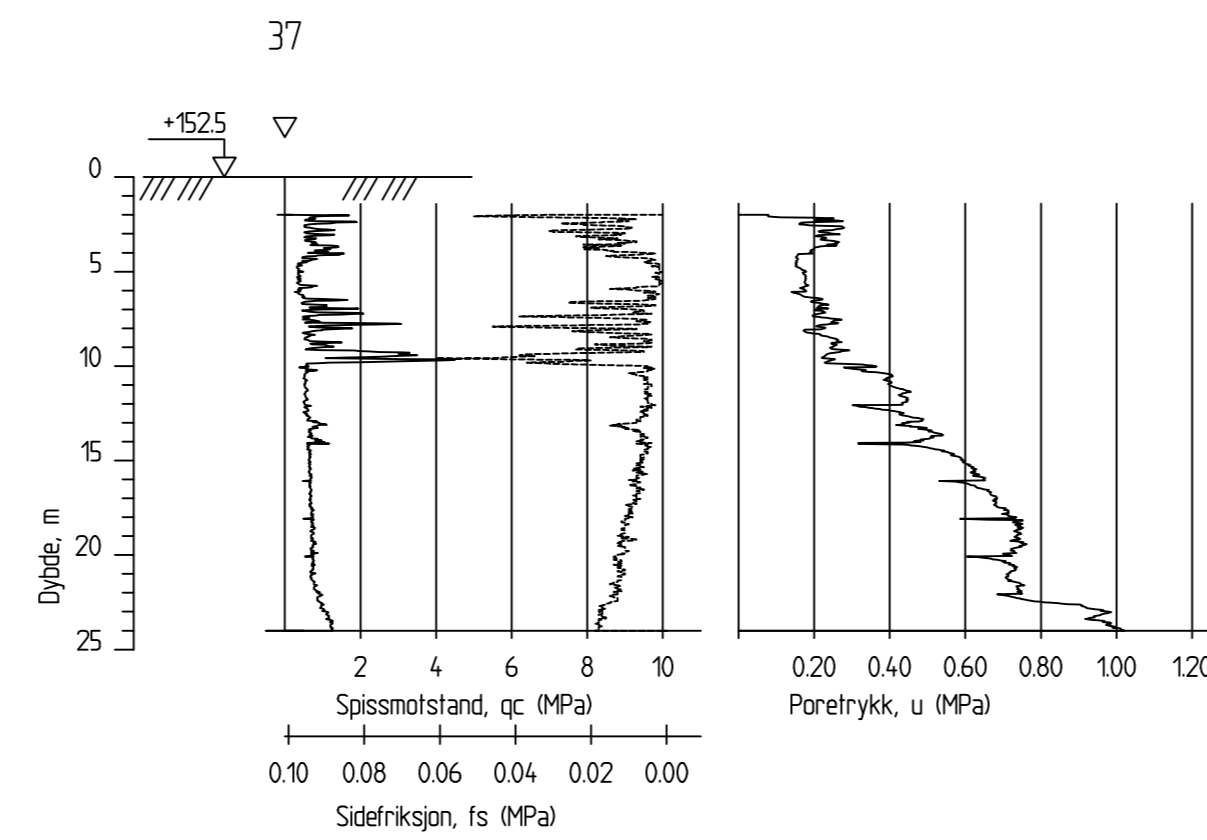 37
+152.5
0
5
10
15
20
25
Dybde, m
2 4 6 8 10
Spissmotstand, qc (MPa)
0.10 0.08 0.06 0.04 0.02 0.00
Sidefriksjon, fs (MPa)
0.20 0.40 0.60 0.80 1.00 1.20
Poretrykk, u (MPa)